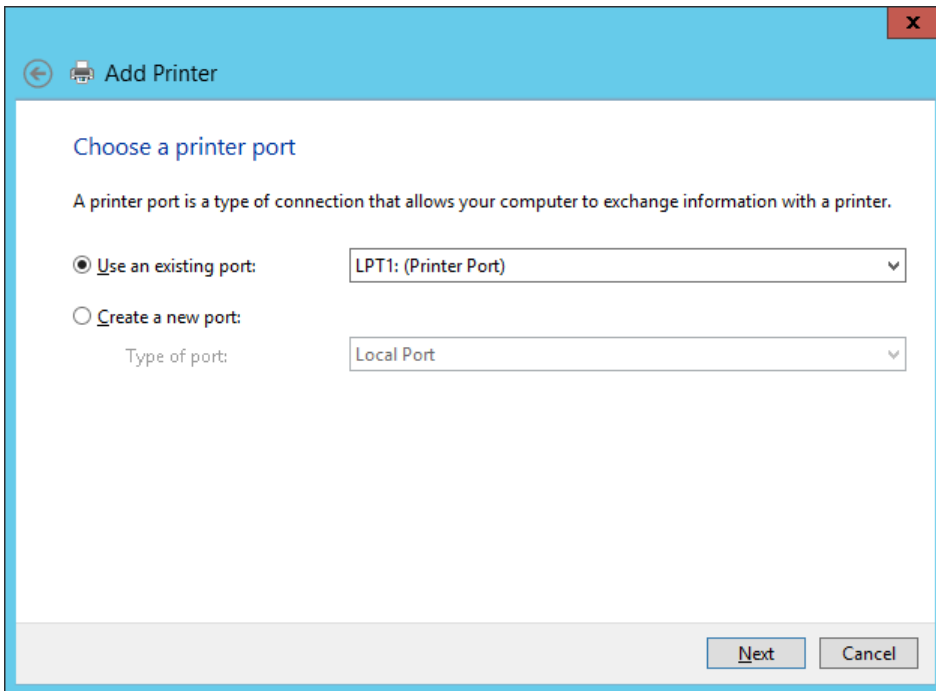 x
Add Printer
Choose a printer port
A printer port is a type of connection that allows your computer to exchange information with a printer.
Use an existing port: LPT1: (Printer Port)
Create a new port:
Type of port: Local Port
Next Cancel